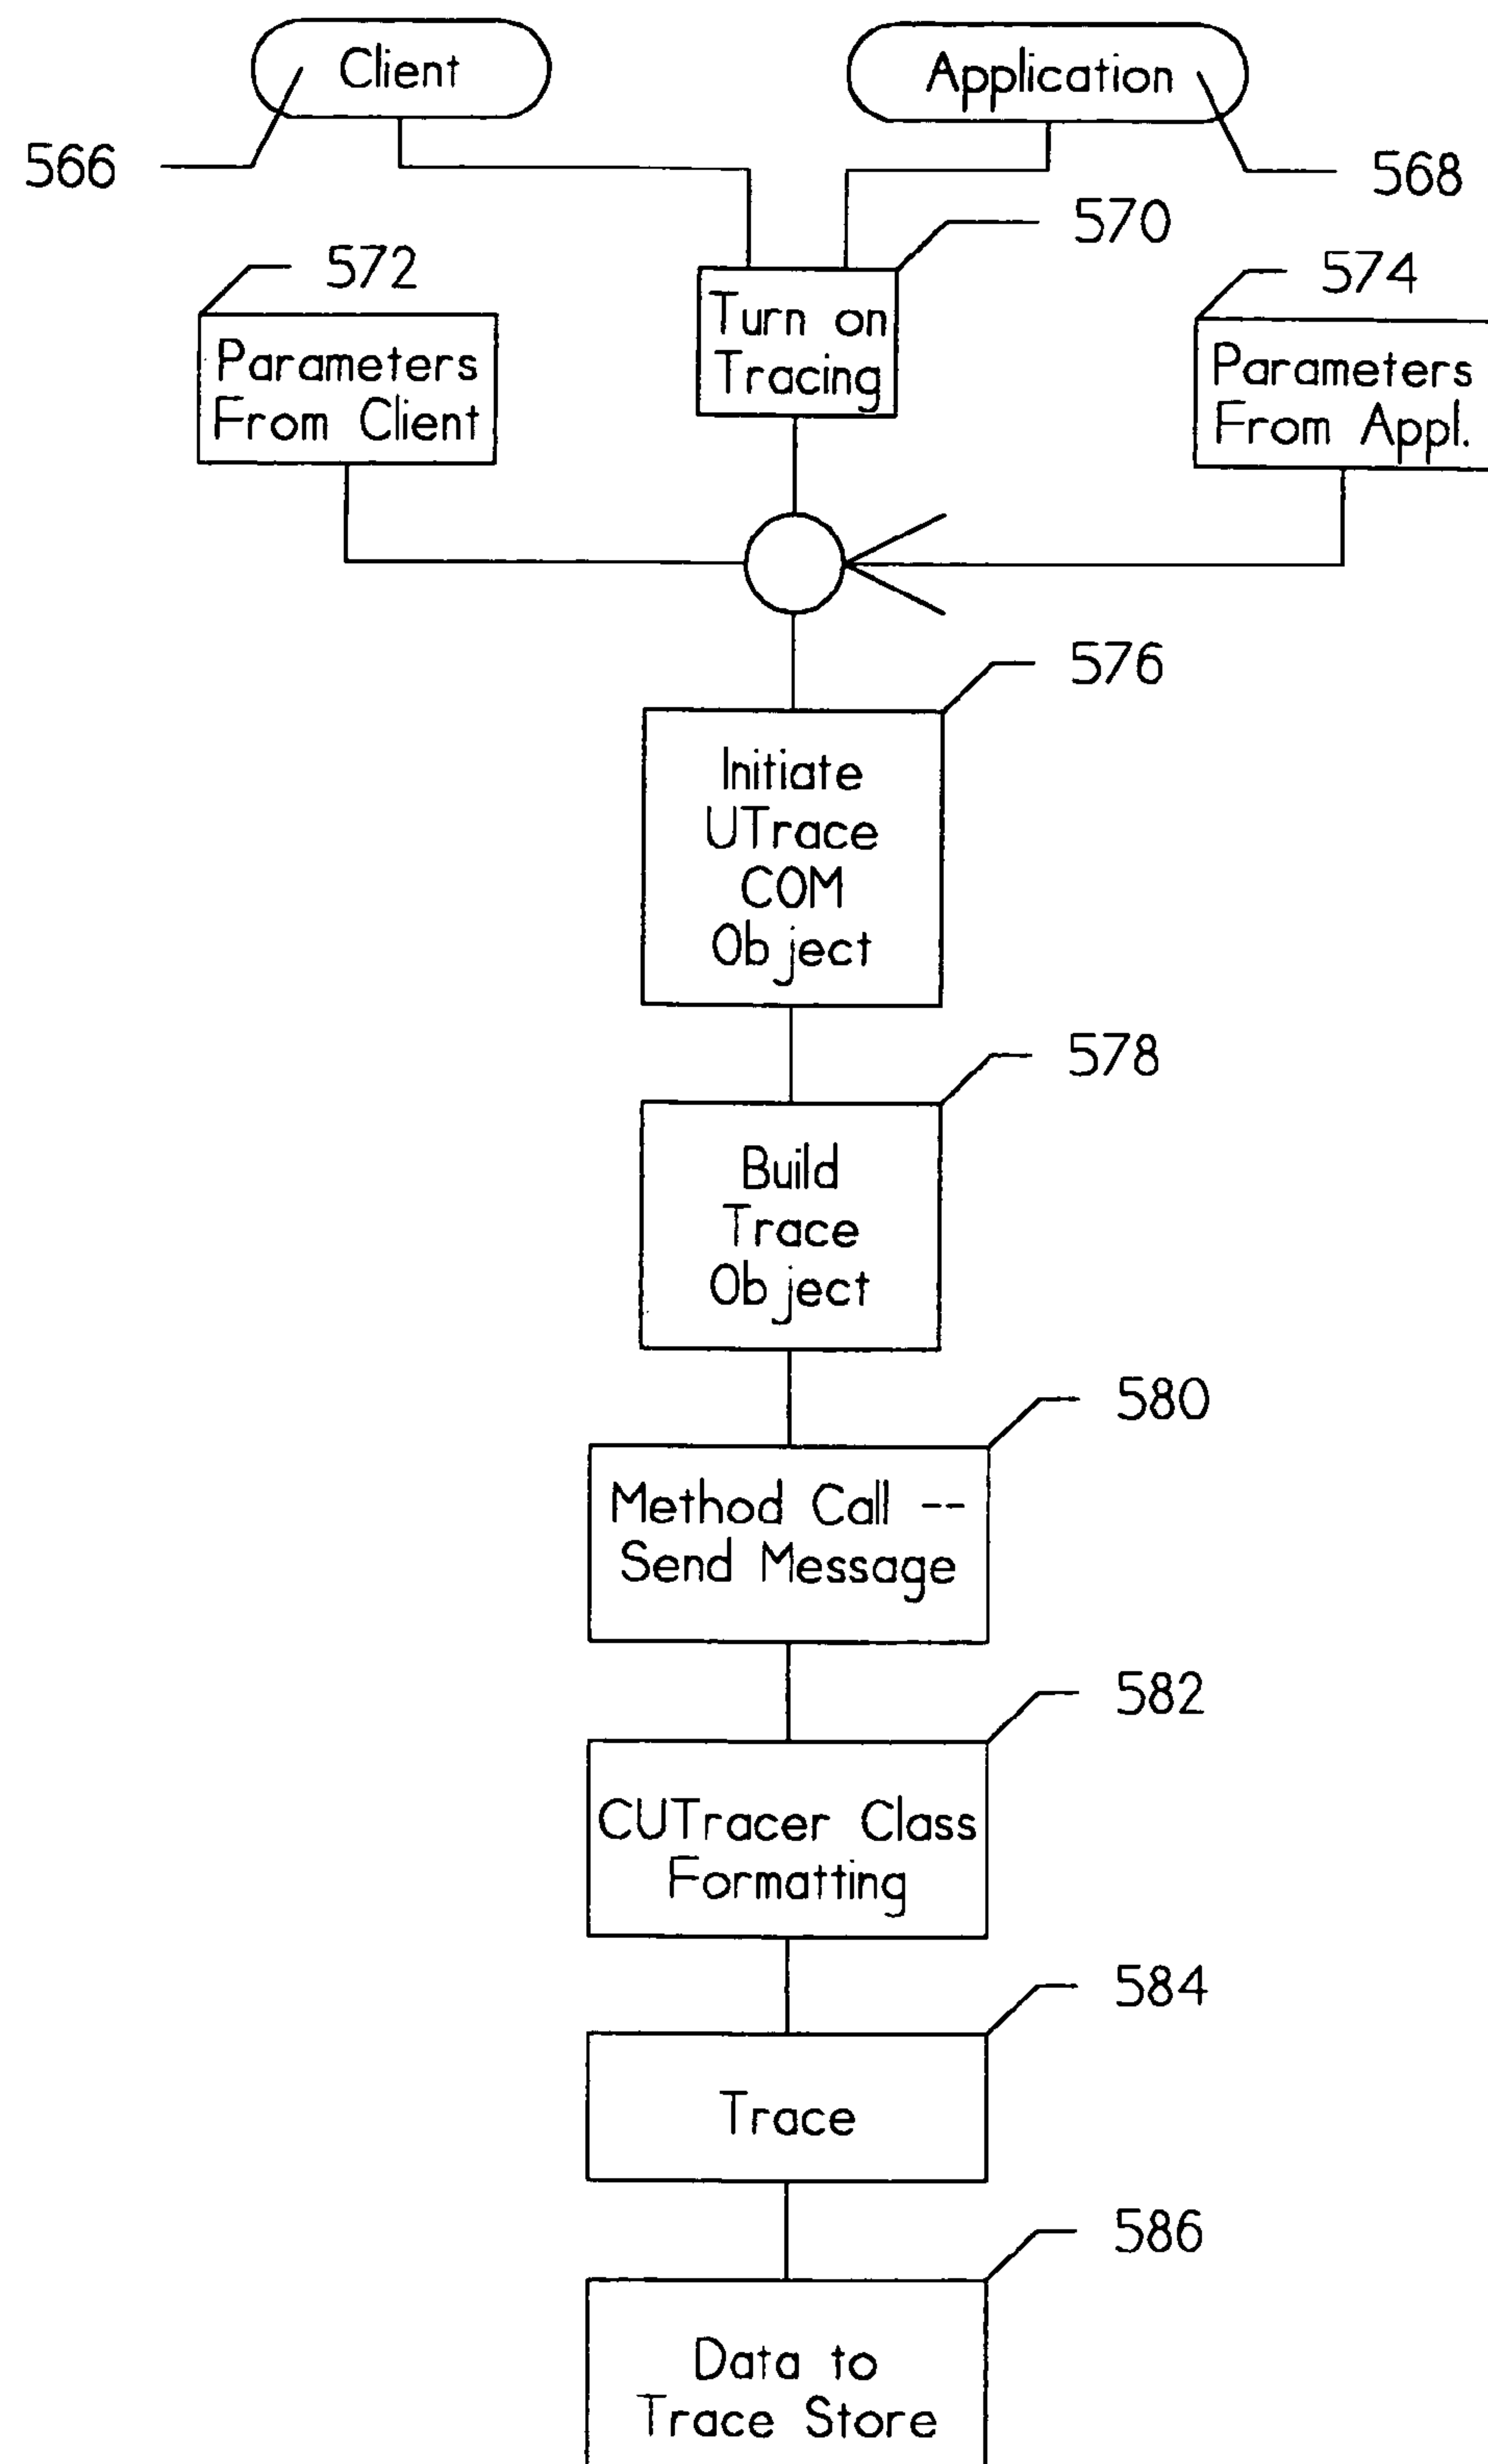 Client
Application
566
568
570
572
574
Turn on
Tracing
Parameters
From Client
Parameters
From Appl.
576
Initiate
UTrace
COM
Object
578
Build
Trace
Object
580
Method Call --
Send Message
582
CUTracer Class
Formatting
584
Trace
586
Data to
Trace Store